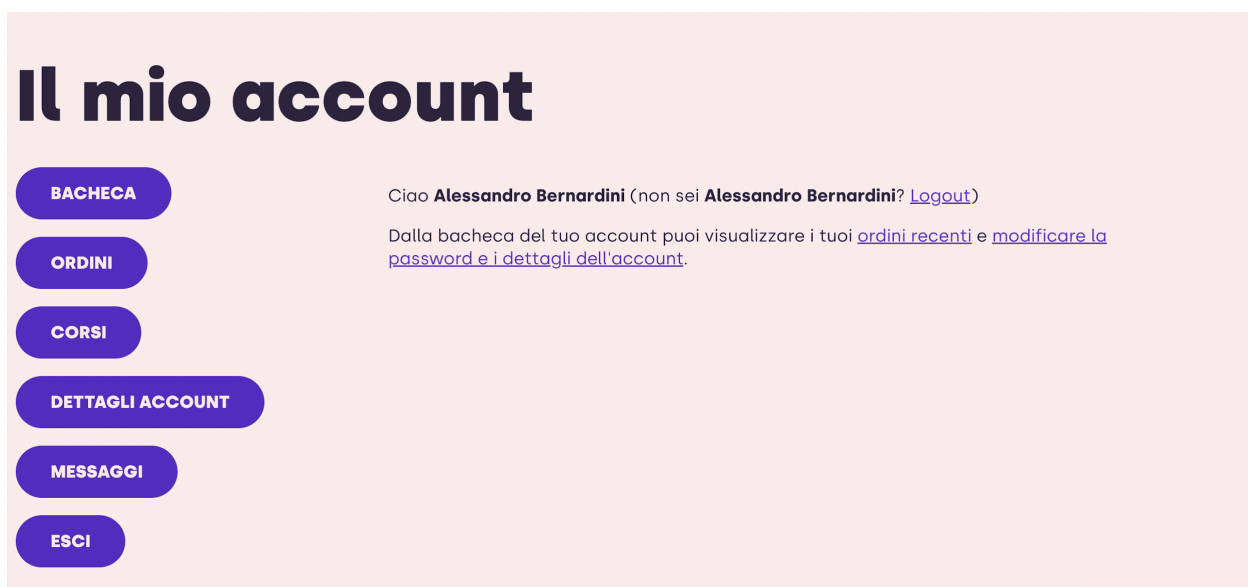 Il mio account
BACHECA
ORDINI
CORSI
DETTAGLI ACCOUNT
MESSAGGI
ESCI
Ciao Alessandro Bernardini (non sei Alessandro Bernardini? Logout)
Dalla bacheca del tuo account puoi visualizzare i tuoi ordini recenti e modificare la
password e i dettagli dell'account.